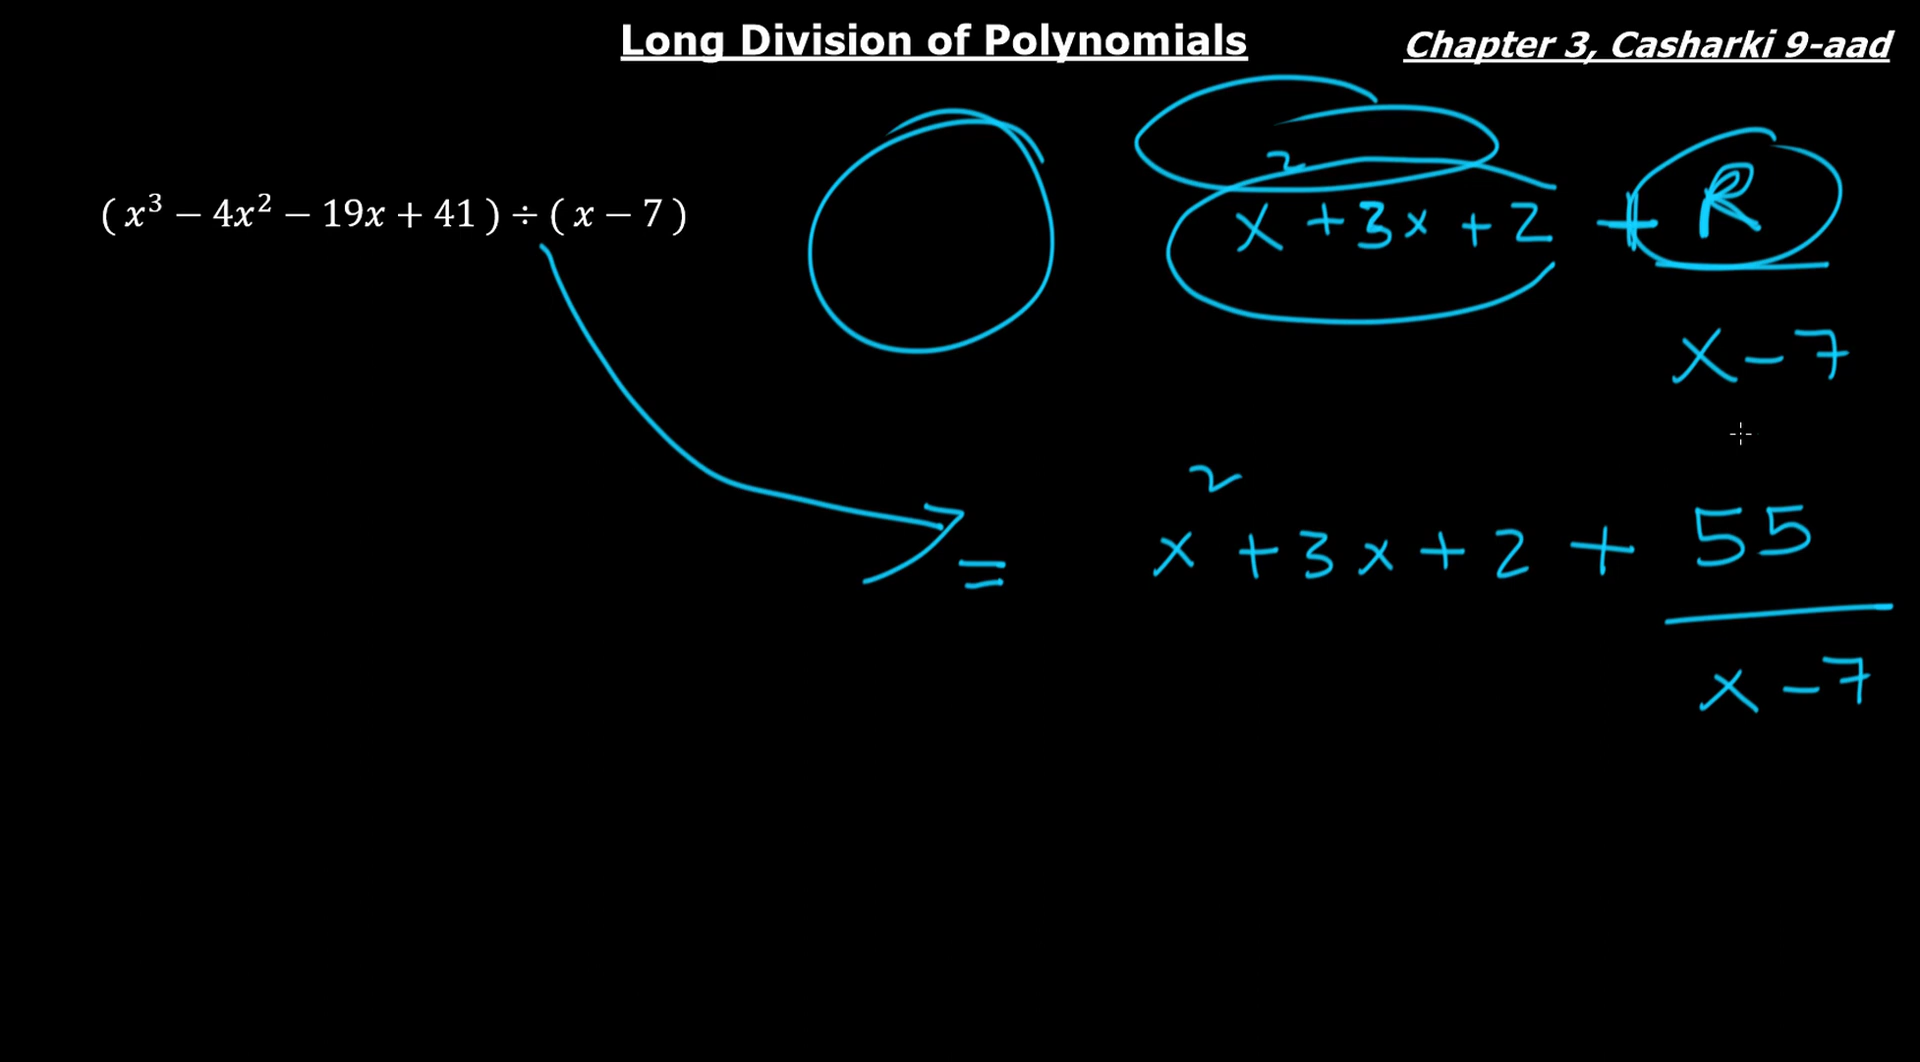 Long Division of Polynomials
Chapter 3, Casharki 9-aad
( x³ − 4x² − 19x + 41 ) ÷ ( x − 7 )
x² + 3x + 2 + R
x − 7
= x² + 3x + 2 + 55
x − 7